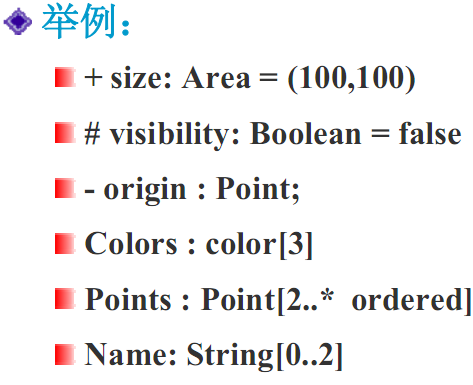 举例：
+ size: Area = (100,100)
# visibility: Boolean = false
- origin : Point;
Colors : color[3]
Points : Point[2..* ordered]
Name: String[0..2]